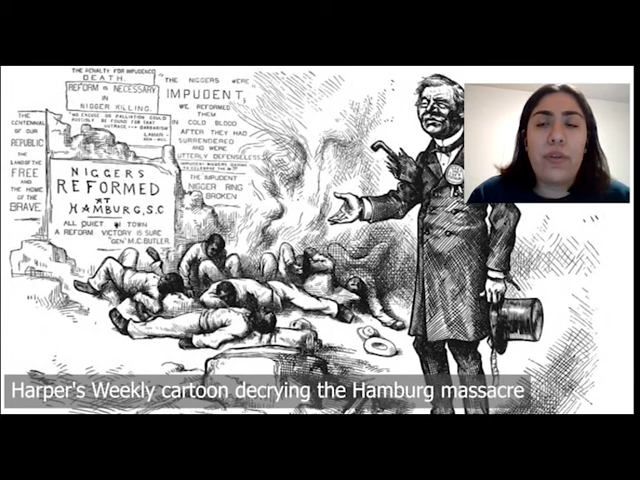 THE PENALTY FOR IMPUDENCE
DEATH.
REFORM IS NECESSARY
IN
NIGGER KILLING.
"NO EXCUSE OR PALLIATION COULD
POSSIBLY BE FOUND FOR THAT
OUTRAGE BARBARISM
LAMAR
THE
CENTENNIAL
OF OUR
REPUBLIC
THE LAND OF THE
FREE
AND
THE HOME
OF THE
BRAVE
NIGGERS
REFORMED
AT
HAMBURG, S.C
ALL QUIET IN TOWN
A REFORM VICTORY IS SURE
"GEN" M.C. BUTLER.
"THE NIGGERS WERE
IMPUDENT,
WE REFORMED
THEM
IN COLD BLOOD
AFTER THEY HAD
SURRENDERED
AND WERE
UTTERLY DEFENSELESS.
THE IMPUDENT
NIGGER RING
BROKEN
Harper's Weekly cartoon decrying the Hamburg massacre